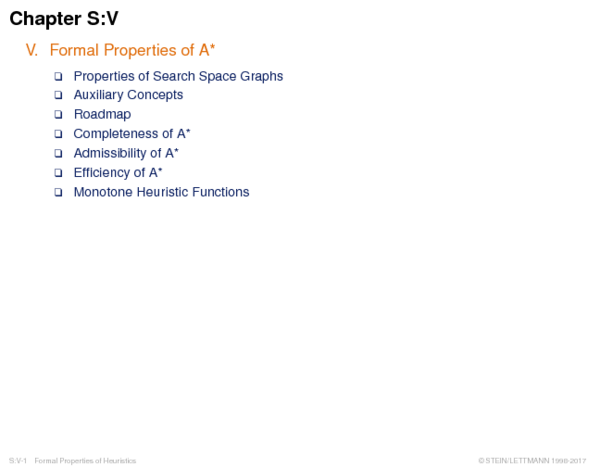 Chapter S:V
V. Formal Properties of A*
❑ Properties of Search Space Graphs
❑ Auxiliary Concepts
❑ Roadmap
❑ Completeness of A*
❑ Admissibility of A*
❑ Efficiency of A*
❑ Monotone Heuristic Functions
S:V-1 Formal Properties of Heuristics ©STEIN/LETTMANN 1998-2017